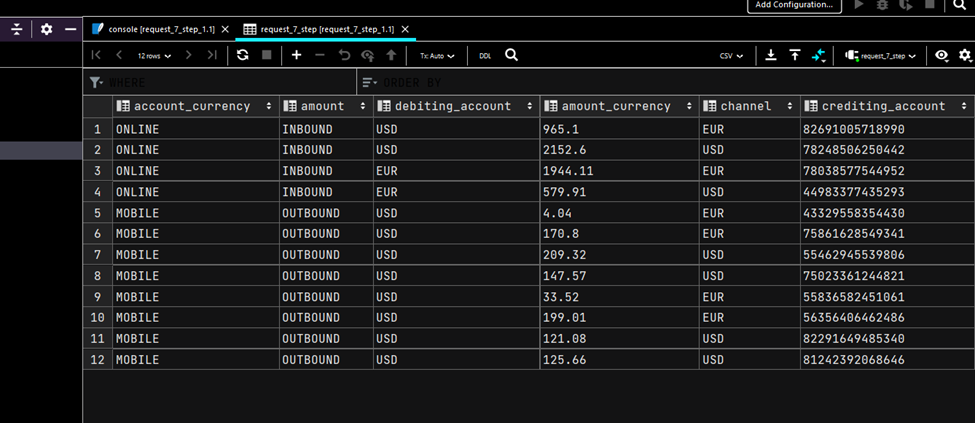 Add Configuration...
console [request_7_step_1.1] request_7_step [request_7_step_1.1]
12 rows Tx: Auto DDL CSV request_7_step
WHERE ORDER BY
account_currency amount debiting_account amount_currency channel crediting_account
1 ONLINE INBOUND USD 965.1 EUR 82691005718990
2 ONLINE INBOUND USD 2152.6 USD 78248506250442
3 ONLINE INBOUND EUR 1944.11 EUR 78038577544952
4 ONLINE INBOUND EUR 579.91 USD 44983377435293
5 MOBILE OUTBOUND USD 4.04 EUR 43329558354430
6 MOBILE OUTBOUND USD 170.8 EUR 75861628549341
7 MOBILE OUTBOUND USD 209.32 USD 55462945539806
8 MOBILE OUTBOUND USD 147.57 USD 75023361244821
9 MOBILE OUTBOUND USD 33.52 EUR 55836582451061
10 MOBILE OUTBOUND USD 199.01 EUR 56356406462486
11 MOBILE OUTBOUND USD 121.08 USD 82291649485340
12 MOBILE OUTBOUND USD 125.66 USD 81242392068646